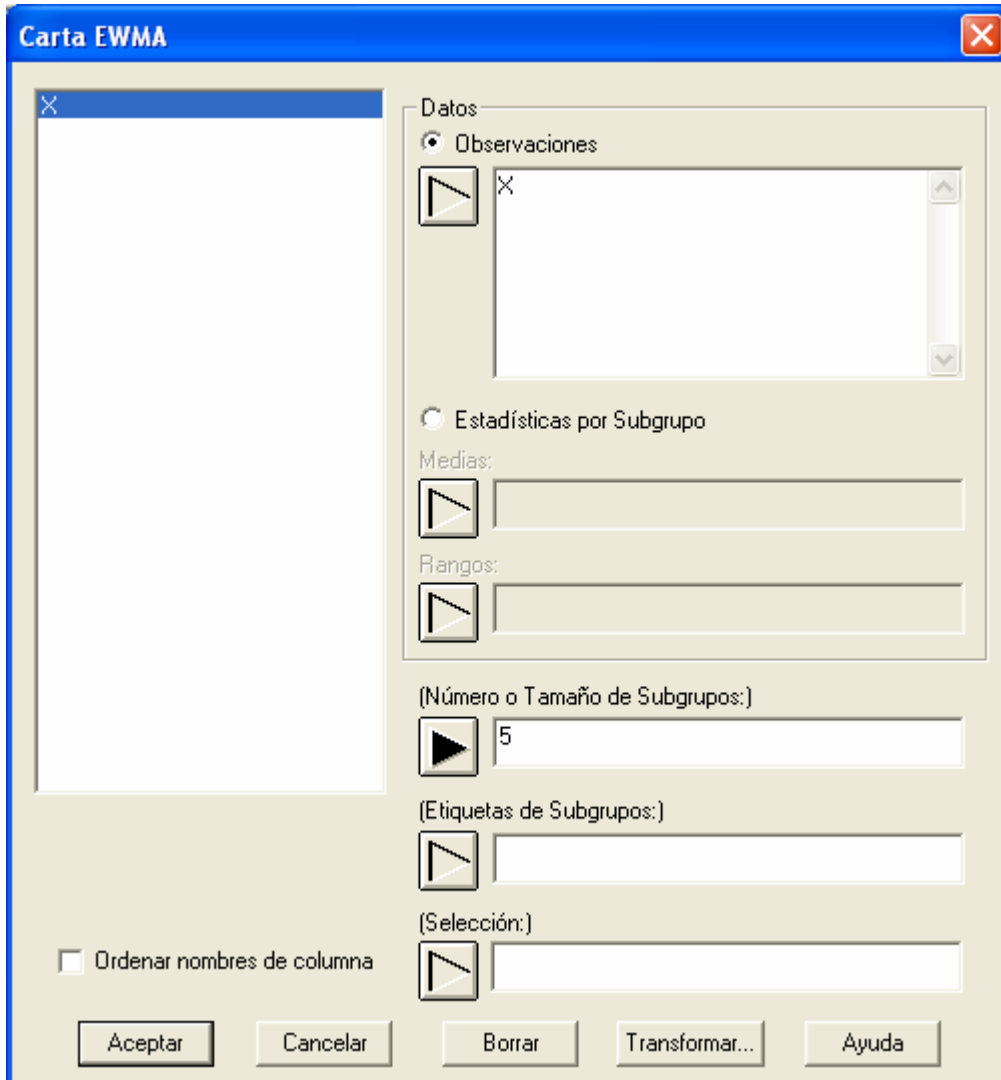 Carta EWMA
X
Datos
Observaciones
X
Estadísticas por Subgrupo
Medias:
Rangos:
(Número o Tamaño de Subgrupos:)
5
(Etiquetas de Subgrupos:)
(Selección:)
Ordenar nombres de columna
Aceptar Cancelar Borrar Transformar... Ayuda